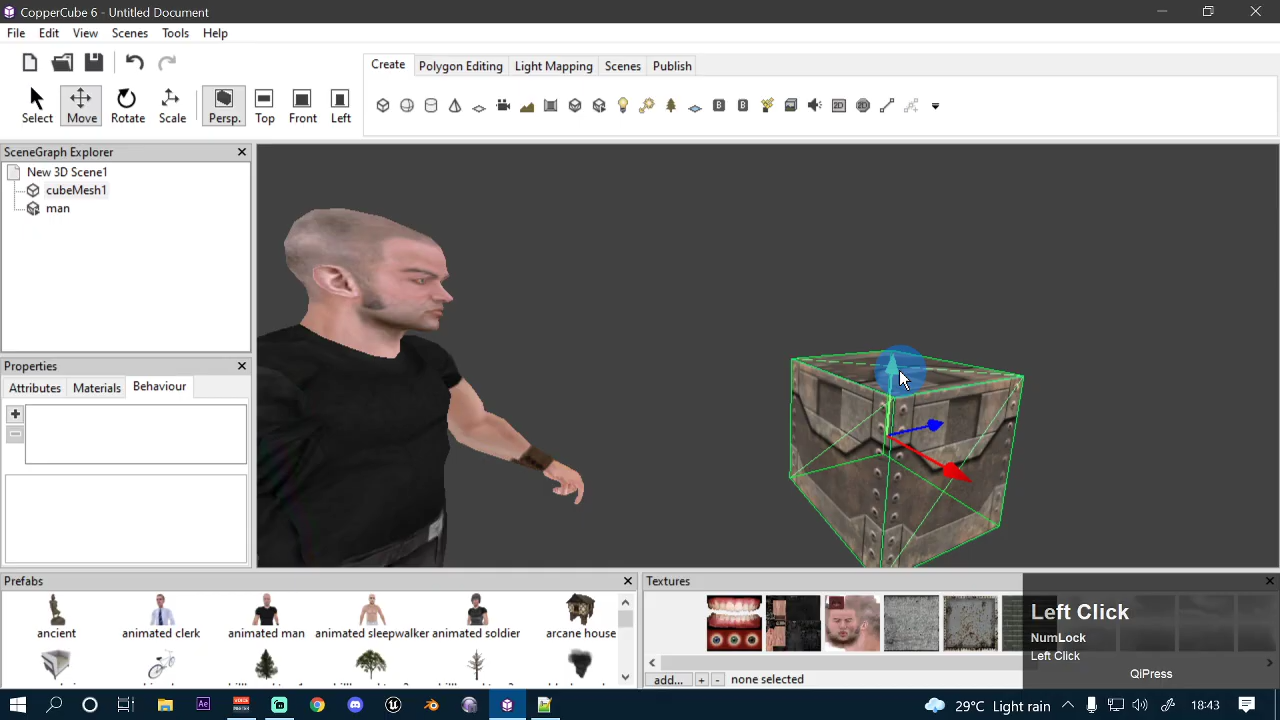 CopperCube 6 - Untitled Document
File Edit View Scenes Tools Help
Create Polygon Editing Light Mapping Scenes Publish
Select Move Rotate Scale Persp. Top Front Left
SceneGraph Explorer
New 3D Scene1
cubeMesh1
man
Properties
Attributes Materials Behaviour
Prefabs
ancient animated clerk animated man animated sleepwalker animated soldier arcane house
Textures
add... + - none selected
Left Click
NumLock
Left Click
QiPress
29°C Light rain 18:43